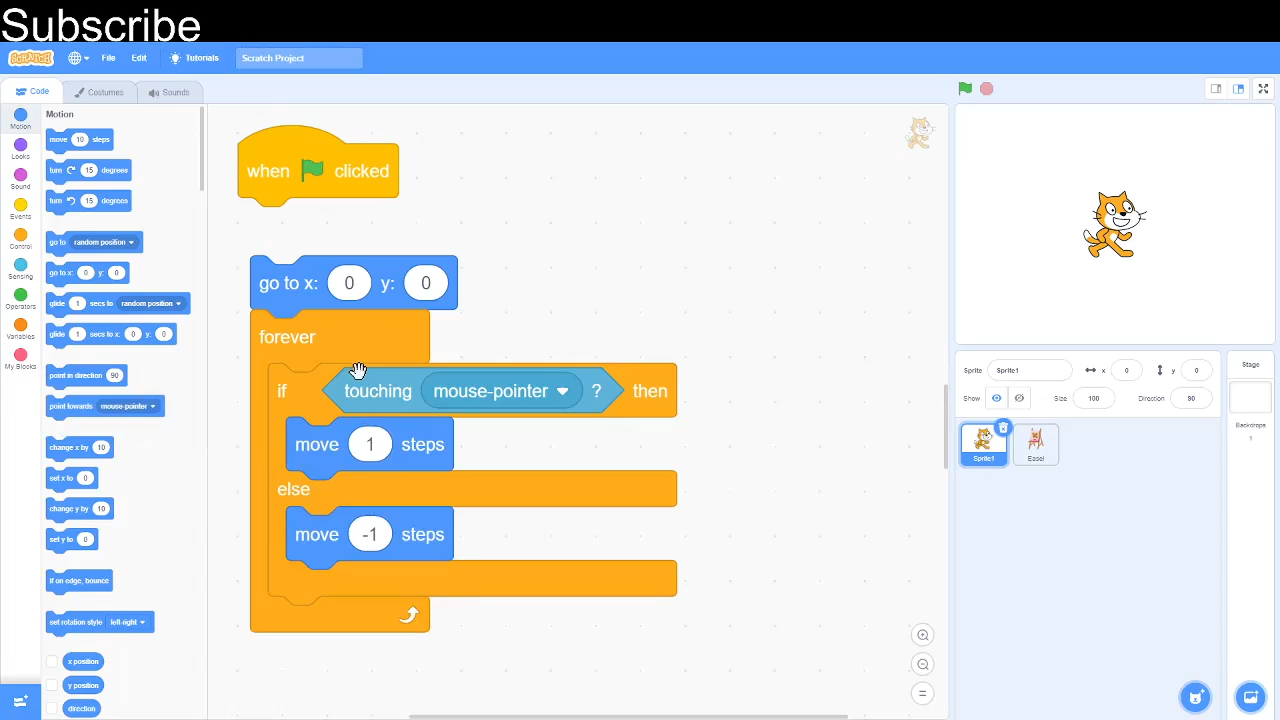 Subscribe
SCRATCH
File
Edit
Tutorials
Scratch Project
Code
Costumes
Sounds
Motion
Looks
Sound
Events
Control
Sensing
Operators
Variables
My Blocks
Motion
move 10 steps
turn 15 degrees
turn 15 degrees
go to random position
go to x: 0 y: 0
glide 1 secs to random position
glide 1 secs to x: 0 y: 0
point in direction 90
point towards mouse-pointer
change x by 10
set x to 0
change y by 10
set y to 0
if on edge, bounce
set rotation style left-right
x position
y position
direction
when clicked
go to x: 0 y: 0
forever
if touching mouse-pointer ? then
move 1 steps
else
move -1 steps
Sprite Sprite1 x 0 y 0
Show Size 100 Direction 90
Sprite1
Easel
Stage
Backdrops
1